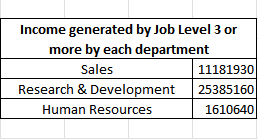 Income generated by Job Level 3 or
more by each department
Sales 11181930
Research & Development 25385160
Human Resources 1610640